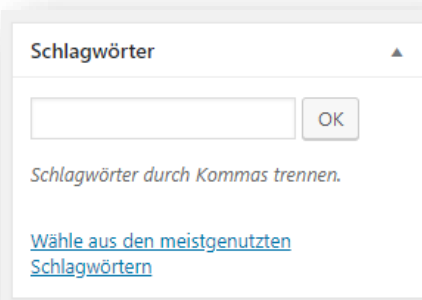 Schlagwörter
OK
Schlagwörter durch Kommas trennen.
Wähle aus den meistgenutzten
Schlagwörtern